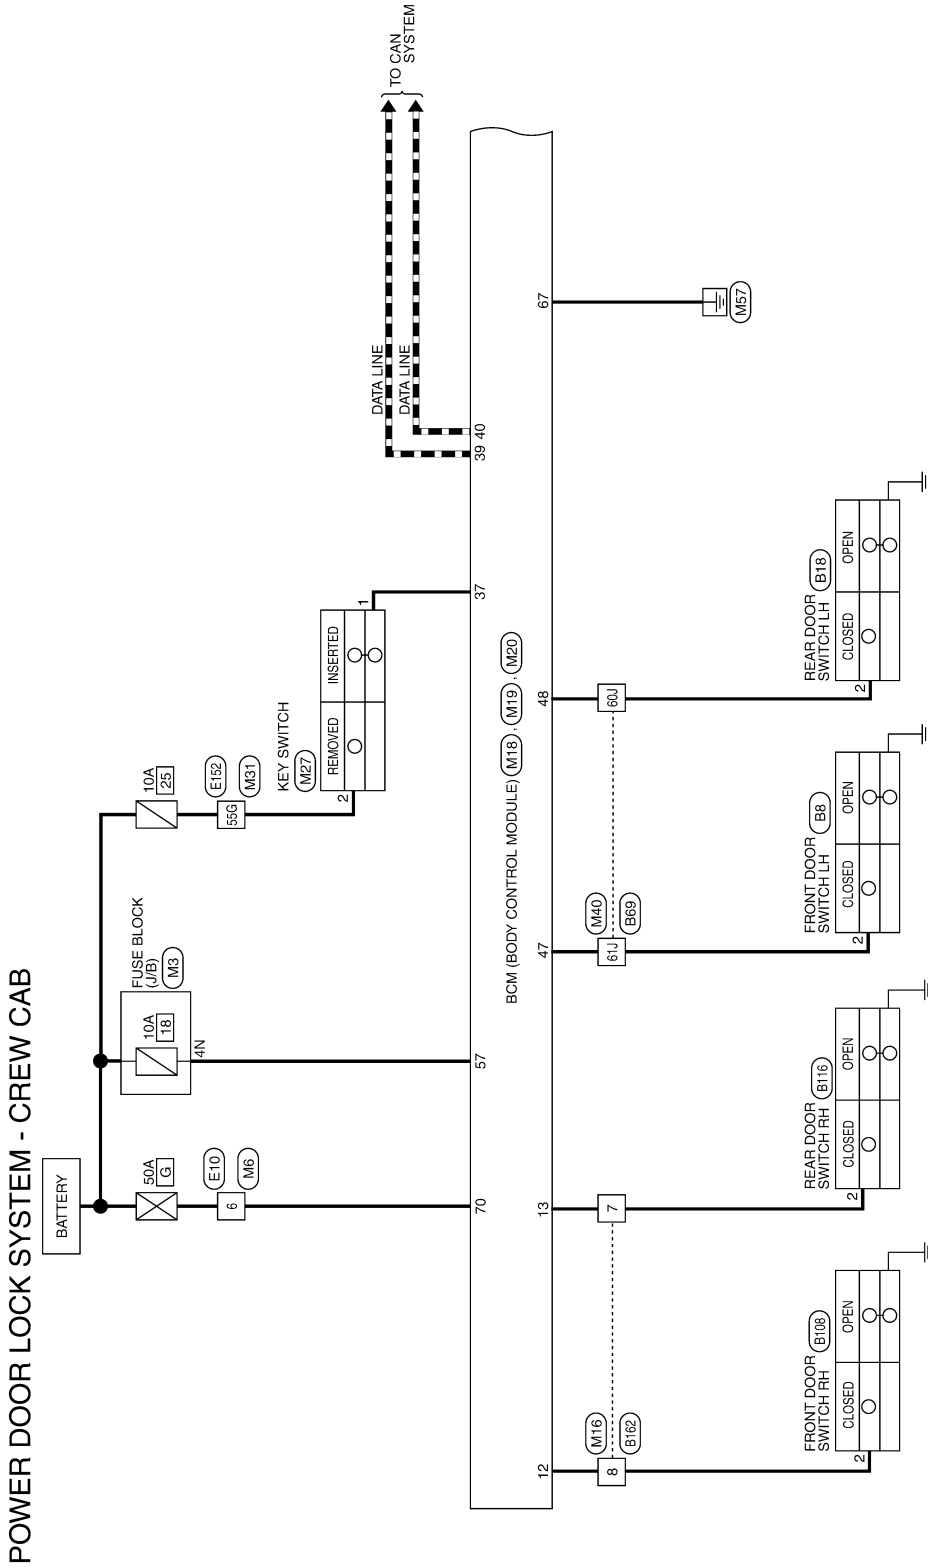 POWER DOOR LOCK SYSTEM - CREW CAB
BATTERY
50A
G
6
E10
M6
70
FUSE BLOCK
(J/B)
M3
10A
18
4N
57
10A
25
55G
E152
M31
KEY SWITCH
M27
REMOVED
INSERTED
2
1
37
DATA LINE
DATA LINE
39
40
TO CAN
SYSTEM
BCM (BODY CONTROL MODULE) M18 , M19 , M20
12
13
47
48
67
8
M16
B162
7
61J
M40
B69
60J
M57
FRONT DOOR
SWITCH RH
B108
CLOSED
OPEN
2
REAR DOOR
SWITCH RH
B116
CLOSED
OPEN
2
FRONT DOOR
SWITCH LH
B8
CLOSED
OPEN
2
REAR DOOR
SWITCH LH
B18
CLOSED
OPEN
2